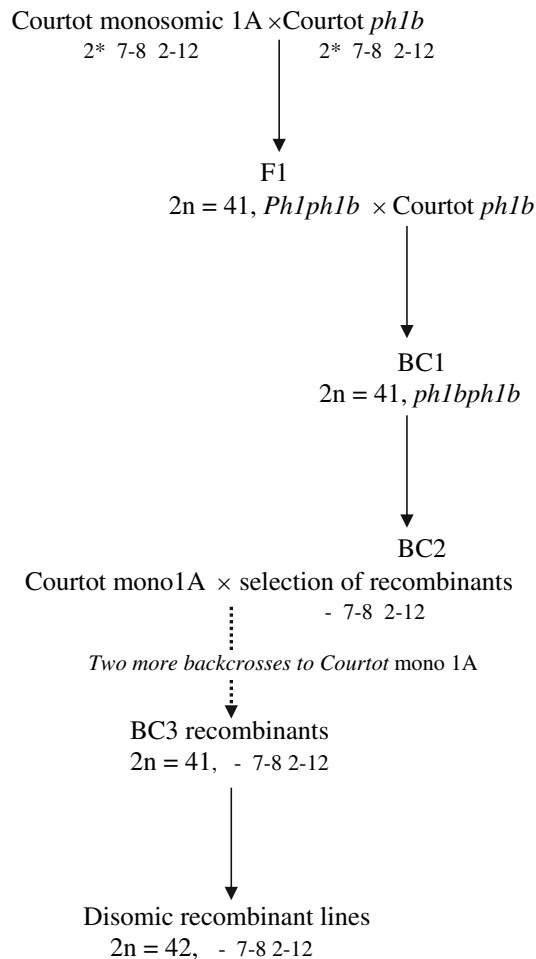 Courtot monosomic 1A ×Courtot ph1b
2* 7-8 2-12 2* 7-8 2-12
F1
2n = 41, Ph1ph1b × Courtot ph1b
BC1
2n = 41, ph1bph1b
BC2
Courtot mono1A × selection of recombinants
- 7-8 2-12
Two more backcrosses to Courtot mono 1A
BC3 recombinants
2n = 41, - 7-8 2-12
Disomic recombinant lines
2n = 42, - 7-8 2-12